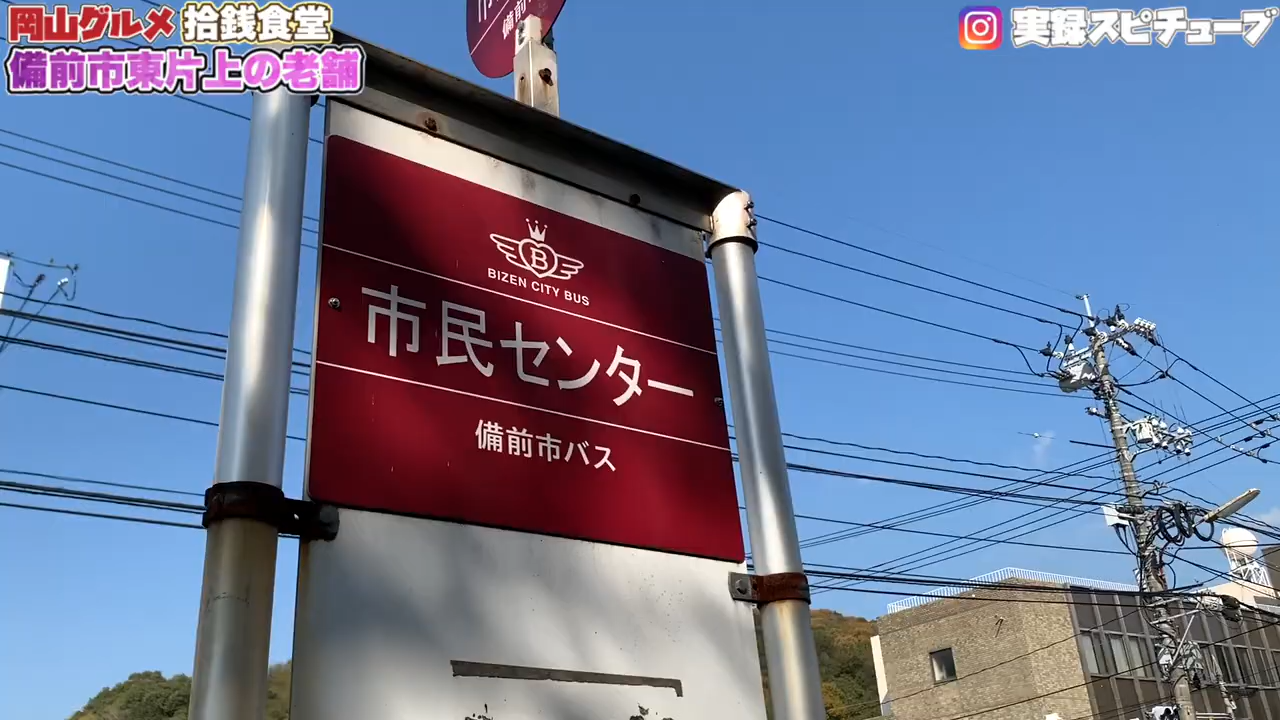 岡山グルメ 拾銭食堂
備前市東片上の老舗
実録スピチューブ
備前
B
BIZEN CITY BUS
市民センター
備前市バス